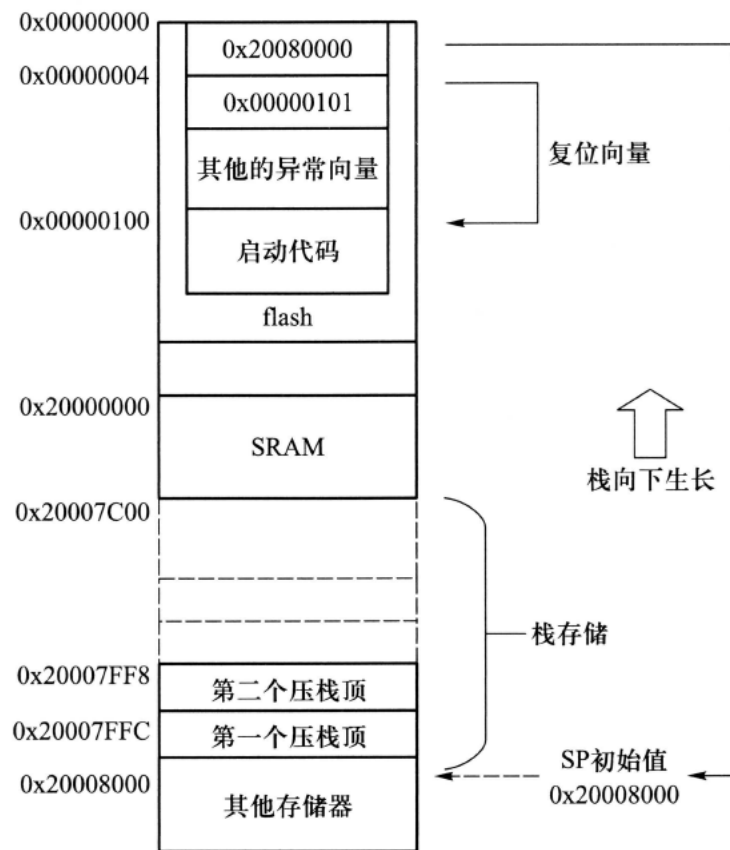 0x00000000
0x20080000
0x00000004
0x00000101
复位向量
其他的异常向量
0x00000100
启动代码
flash
0x20000000
SRAM
栈向下生长
0x20007C00
栈存储
0x20007FF8
第二个压栈顶
0x20007FFC
第一个压栈顶
SP初始值
0x20008000
0x20008000
其他存储器